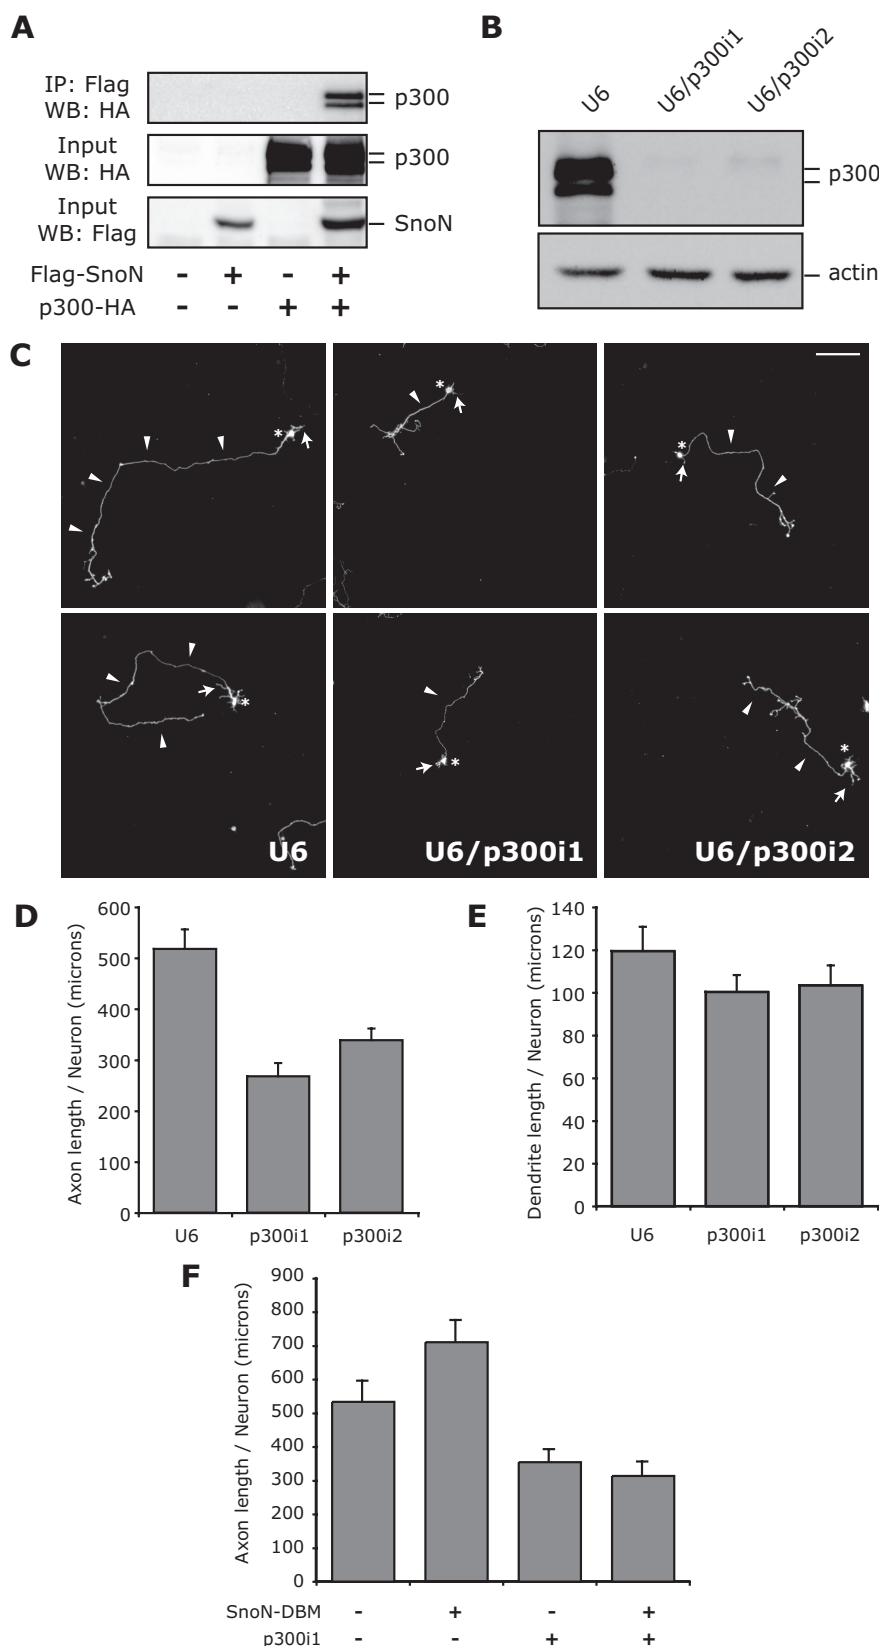 A
IP: Flag
WB: HA
p300
Input
WB: HA
p300
Input
WB: Flag
SnoN
Flag-SnoN - + - +
p300-HA - - + +
B
U6 U6/p300i1 U6/p300i2
p300
actin
C
* * *
* * *
U6 U6/p300i1 U6/p300i2
D
Axon length / Neuron (microns)
600
500
400
300
200
100
0
U6 p300i1 p300i2
E
Dendrite length / Neuron (microns)
140
120
100
80
60
40
20
0
U6 p300i1 p300i2
F
Axon length / Neuron (microns)
900
800
700
600
500
400
300
200
100
0
SnoN-DBM - + - +
p300i1 - - + +